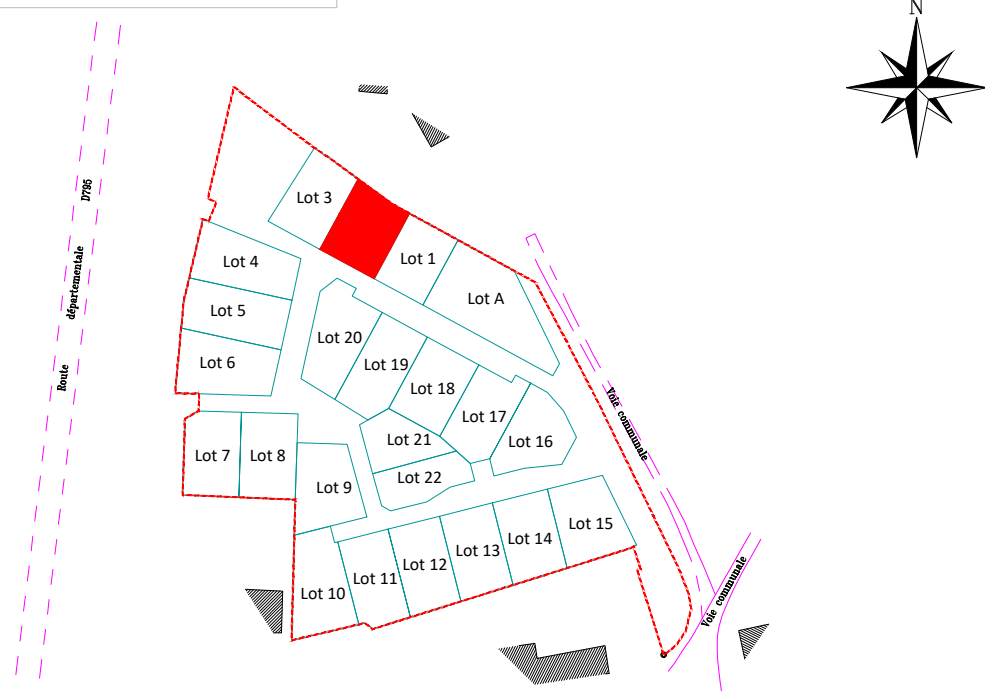 N
Route départementale D795
Lot 3
Lot 1
Lot A
Lot 4
Lot 5
Lot 6
Lot 20
Lot 19
Lot 18
Lot 17
Lot 16
Lot 21
Lot 22
Lot 7
Lot 8
Lot 9
Lot 10
Lot 11
Lot 12
Lot 13
Lot 14
Lot 15
Voie communale
Voie communale